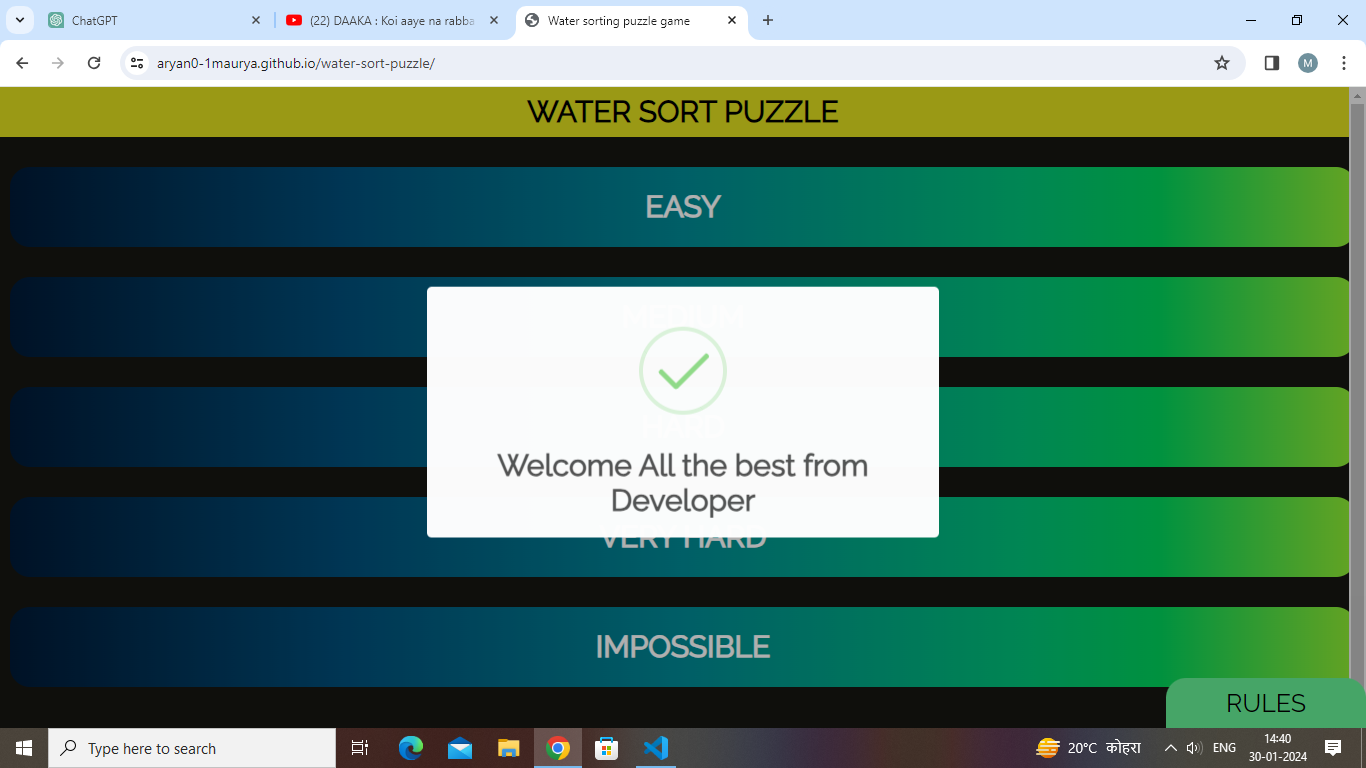 ChatGPT
(22) DAAKA : Koi aaye na rabba
Water sorting puzzle game
aryan0-1maurya.github.io/water-sort-puzzle/
M
WATER SORT PUZZLE
EASY
MEDIUM
HARD
Welcome All the best from
Developer
VERY HARD
IMPOSSIBLE
RULES
Type here to search
20°C कोहरा
ENG
14:40
30-01-2024